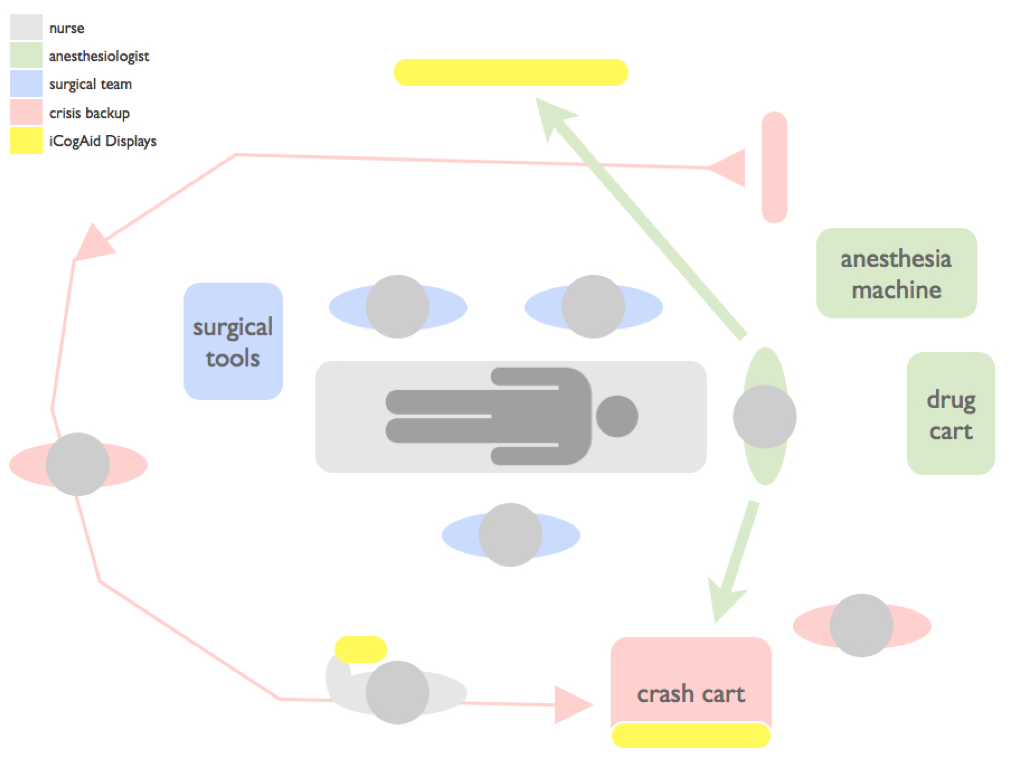 nurse
anesthesiologist
surgical team
crisis backup
iCogAid Displays
anesthesia
machine
surgical
tools
drug
cart
crash cart